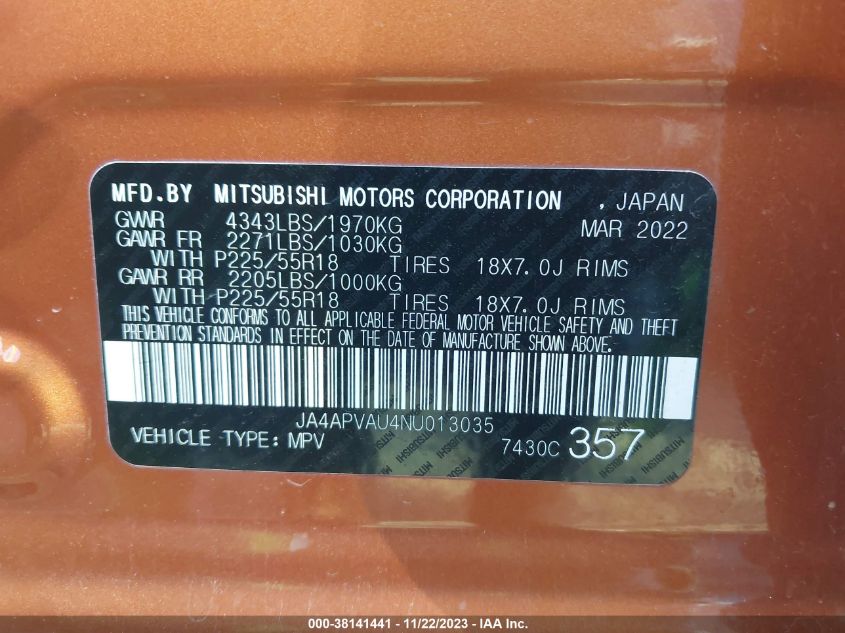 MFD.BY MITSUBISHI MOTORS CORPORATION , JAPAN
GWR 4343LBS/1970KG MAR 2022
GAWR FR 2271LBS/1030KG
WITH P225/55R18 TIRES 18X7.0J RIMS
GAWR RR 2205LBS/1000KG
WITH P225/55R18 TIRES 18X7.0J RIMS
THIS VEHICLE CONFORMS TO ALL APPLICABLE FEDERAL MOTOR VEHICLE SAFETY AND THEFT
PREVENTION STANDARDS IN EFFECT ON THE DATE OF MANUFACTURE SHOWN ABOVE.
JA4APVAU4NU013035
VEHICLE TYPE: MPV 7430C 357
000-38141441 - 11/22/2023 - IAA Inc.